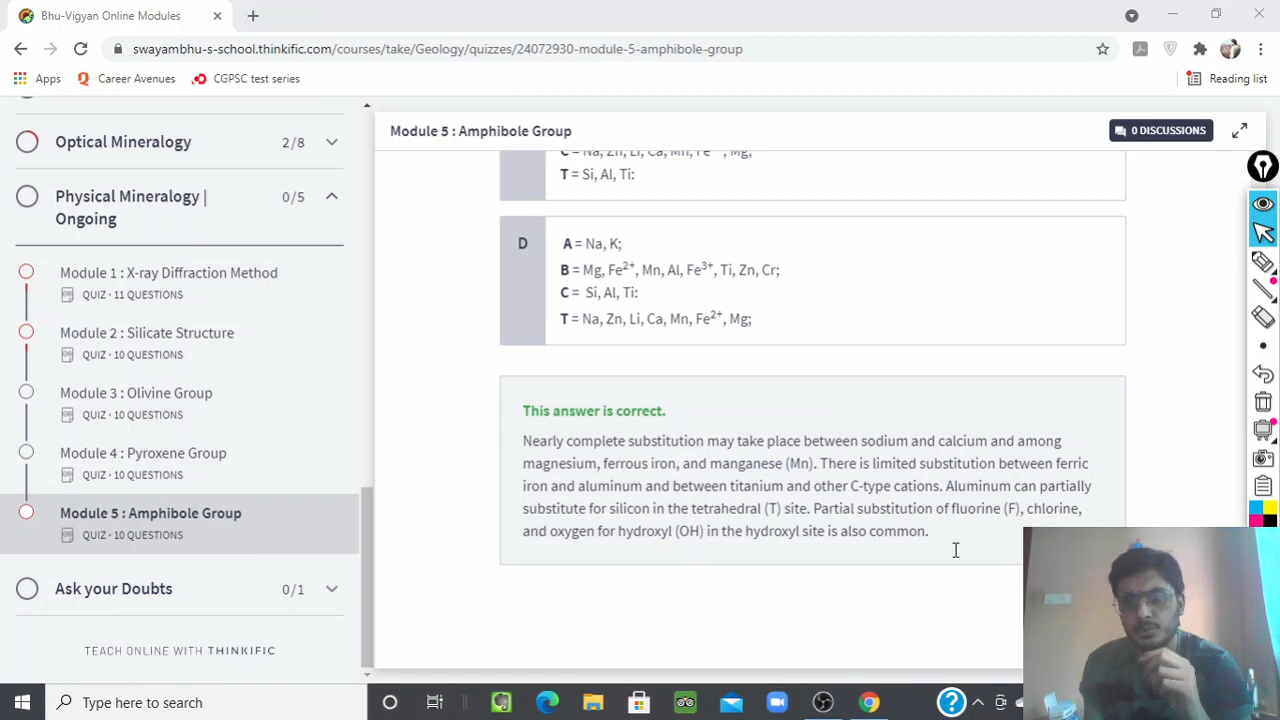 Bhu-Vigyan Online Modules
swayambhu-s-school.thinkific.com/courses/take/Geology/quizzes/24072930-module-5-amphibole-group
Apps
Career Avenues
CGPSC test series
Reading list
Optical Mineralogy
2/8
Physical Mineralogy |
Ongoing
0/5
Module 1 : X-ray Diffraction Method
QUIZ · 11 QUESTIONS
Module 2 : Silicate Structure
QUIZ · 10 QUESTIONS
Module 3 : Olivine Group
QUIZ · 10 QUESTIONS
Module 4 : Pyroxene Group
QUIZ · 10 QUESTIONS
Module 5 : Amphibole Group
QUIZ · 10 QUESTIONS
Ask your Doubts
0/1
TEACH ONLINE WITH THINKIFIC
Module 5 : Amphibole Group
0 DISCUSSIONS
C = Na, Zn, Li, Ca, Mn, Fe²⁺, Mg;
T = Si, Al, Ti:
D
A = Na, K;
B = Mg, Fe²⁺, Mn, Al, Fe³⁺, Ti, Zn, Cr;
C = Si, Al, Ti:
T = Na, Zn, Li, Ca, Mn, Fe²⁺, Mg;
This answer is correct.
Nearly complete substitution may take place between sodium and calcium and among
magnesium, ferrous iron, and manganese (Mn). There is limited substitution between ferric
iron and aluminum and between titanium and other C-type cations. Aluminum can partially
substitute for silicon in the tetrahedral (T) site. Partial substitution of fluorine (F), chlorine,
and oxygen for hydroxyl (OH) in the hydroxyl site is also common.
Type here to search